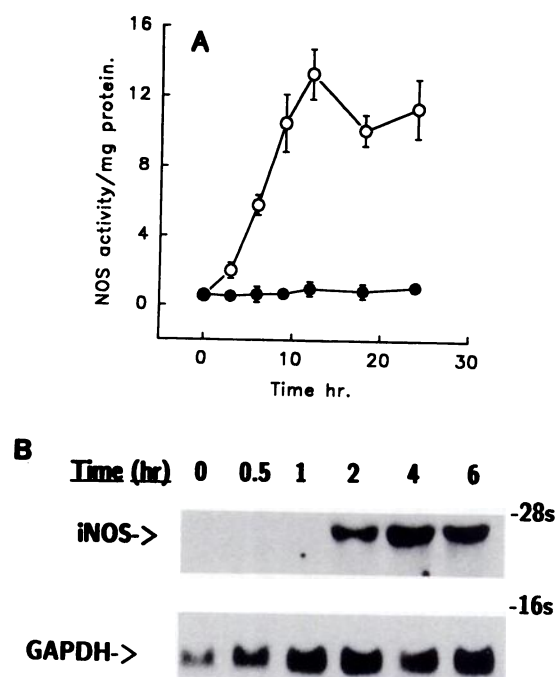 A
16
12
8
4
0
NOS activity/mg protein.
0 10 20 30
Time hr.
B
Time (hr) 0 0.5 1 2 4 6
-28s
iNOS->
-16s
GAPDH->